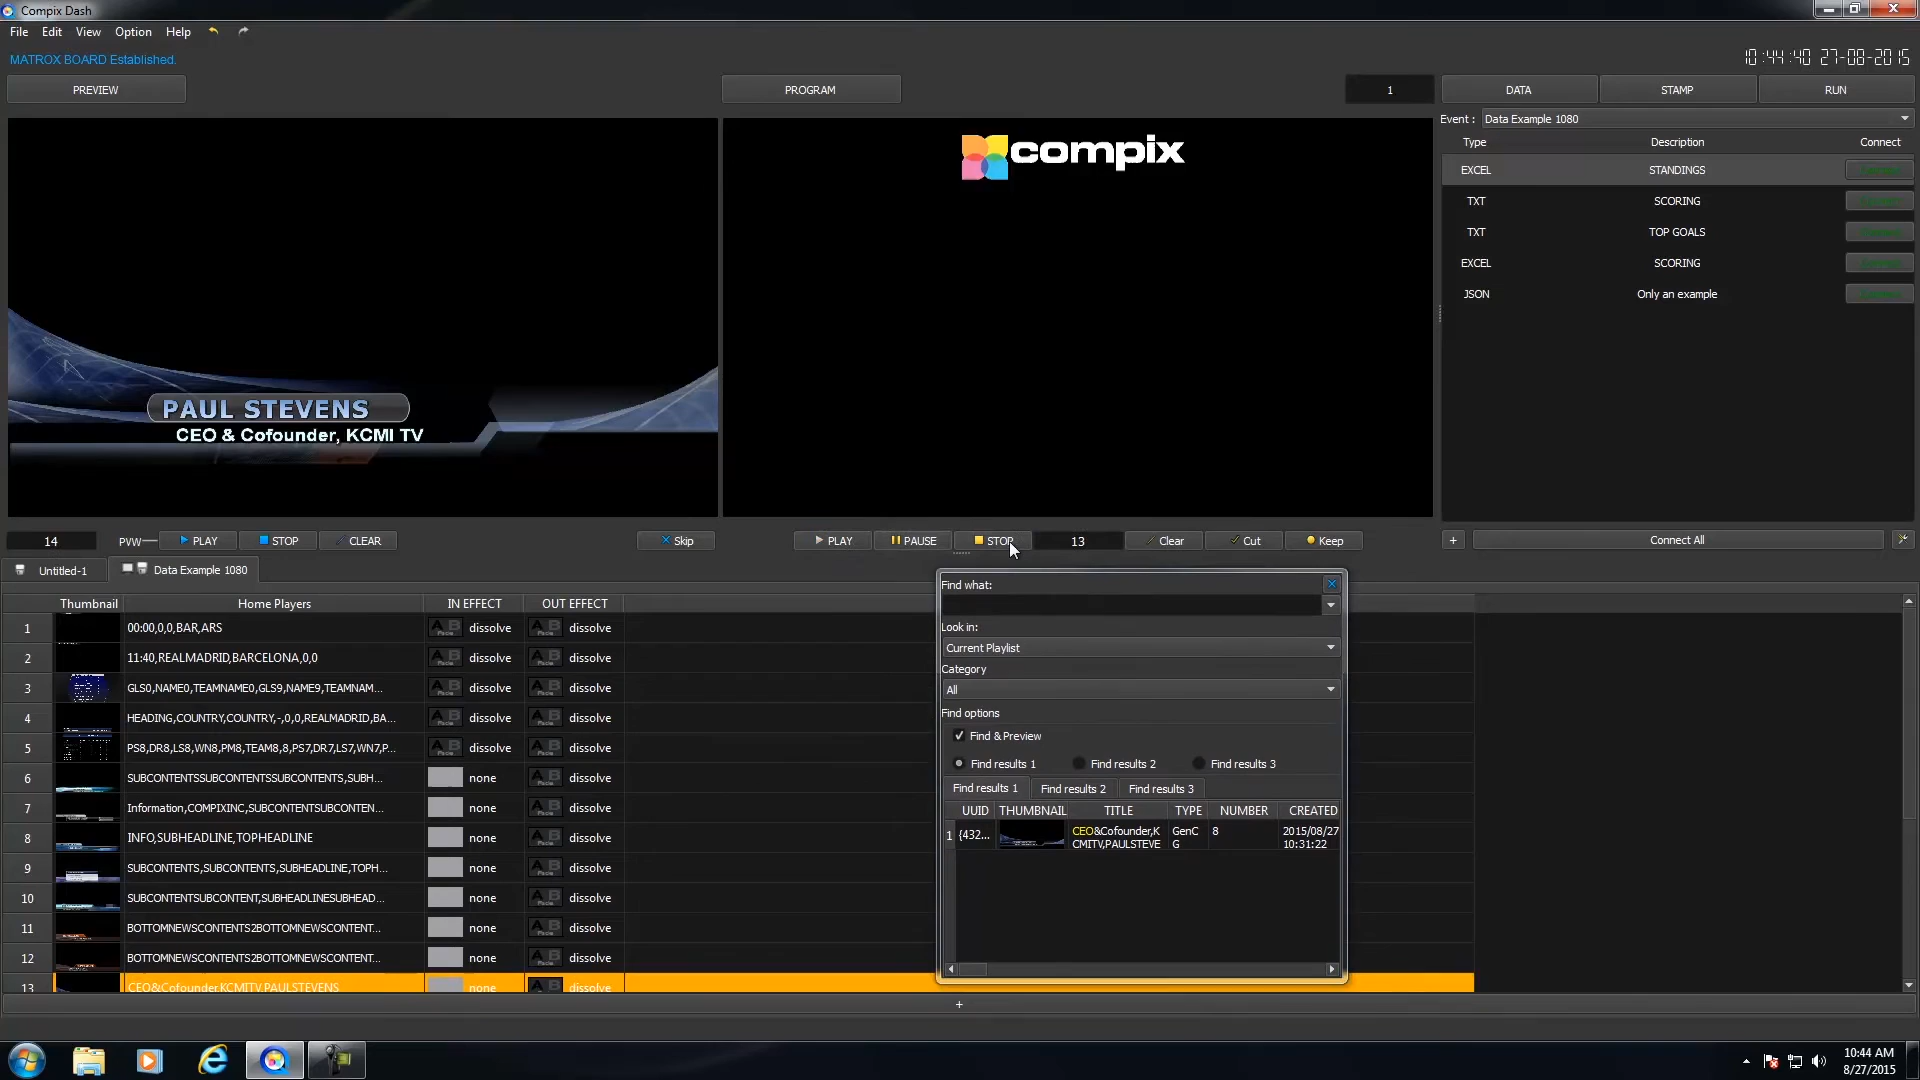 Compix Dash
File Edit View Option Help
MATROX BOARD Established.
10:44:40 27-08-2015
PREVIEW
PROGRAM
1
DATA
STAMP
RUN
Event : Data Example 1080
Type Description Connect
EXCEL STANDINGS
TXT SCORING
TXT TOP GOALS
EXCEL SCORING
JSON Only an example
compix
PAUL STEVENS
CEO & Cofounder, KCMI TV
14 PVW PLAY STOP CLEAR Skip
PLAY PAUSE STOP 13 Clear Cut Keep
+ Connect All
Untitled-1 Data Example 1080
Thumbnail Home Players IN EFFECT OUT EFFECT
1 00:00,0,0,BAR,ARS dissolve dissolve
2 11:40,REALMADRID,BARCELONA,0,0 dissolve dissolve
3 GLS0,NAME0,TEAMNAME0,GLS9,NAME9,TEAMNAM... dissolve dissolve
4 HEADING,COUNTRY,COUNTRY,-,0,0,REALMADRID,BA... dissolve dissolve
5 PS8,DR8,LS8,WN8,PM8,TEAM8,8,PS7,DR7,LS7,WN7,P... dissolve dissolve
6 SUBCONTENTSSUBCONTENTSSUBCONTENTS,SUBH... none dissolve
7 Information,COMPIXINC,SUBCONTENTSUBCONTEN... none dissolve
8 INFO,SUBHEADLINE,TOPHEADLINE none dissolve
9 SUBCONTENTS,SUBCONTENTS,SUBHEADLINE,TOPH... none dissolve
10 SUBCONTENTSUBCONTENT,SUBHEADLINESUBHEAD... none dissolve
11 BOTTOMNEWSCONTENTS2BOTTOMNEWSCONTENT... none dissolve
12 BOTTOMNEWSCONTENTS2BOTTOMNEWSCONTENT... none dissolve
13 CEO&Cofounder,KCMITV,PAULSTEVENS none dissolve
Find what:
Look in:
Current Playlist
Category
All
Find options
Find & Preview
Find results 1 Find results 2 Find results 3
Find results 1 Find results 2 Find results 3
UUID THUMBNAIL TITLE TYPE NUMBER CREATED
1 {432... CEO&Cofounder,K GenC 8 2015/08/27
CMITV,PAULSTEVE G 10:31:22
+
10:44 AM
8/27/2015